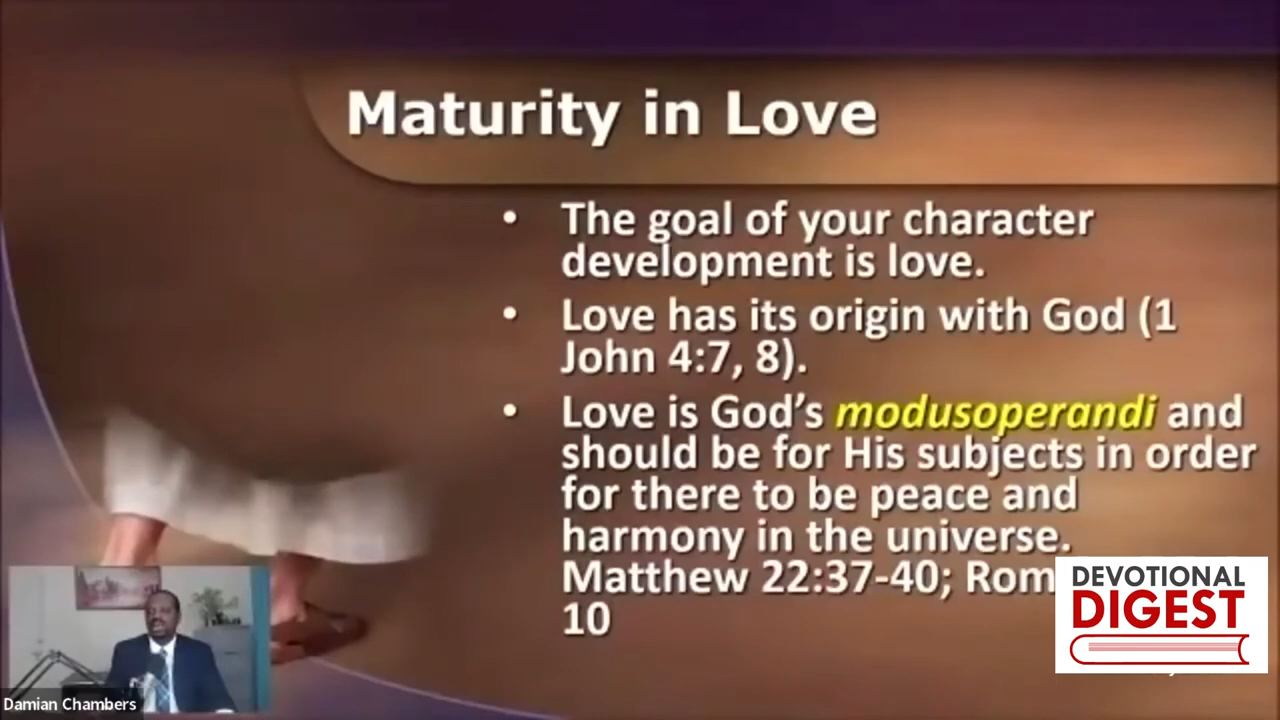 Maturity in Love
• The goal of your character
development is love.
• Love has its origin with God (1
John 4:7, 8).
• Love is God's modusoperandi and
should be for His subjects in order
for there to be peace and
harmony in the universe.
Matthew 22:37-40; Rom
10
DEVOTIONAL
DIGEST
Damian Chambers